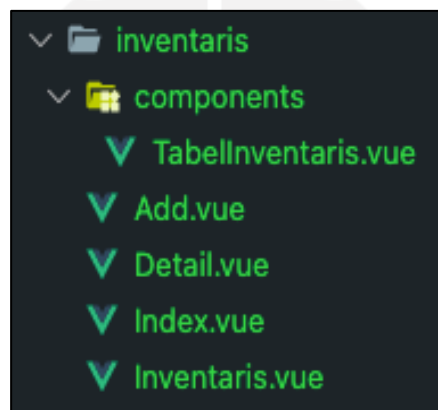 inventaris
components
TabelInventaris.vue
Add.vue
Detail.vue
Index.vue
Inventaris.vue